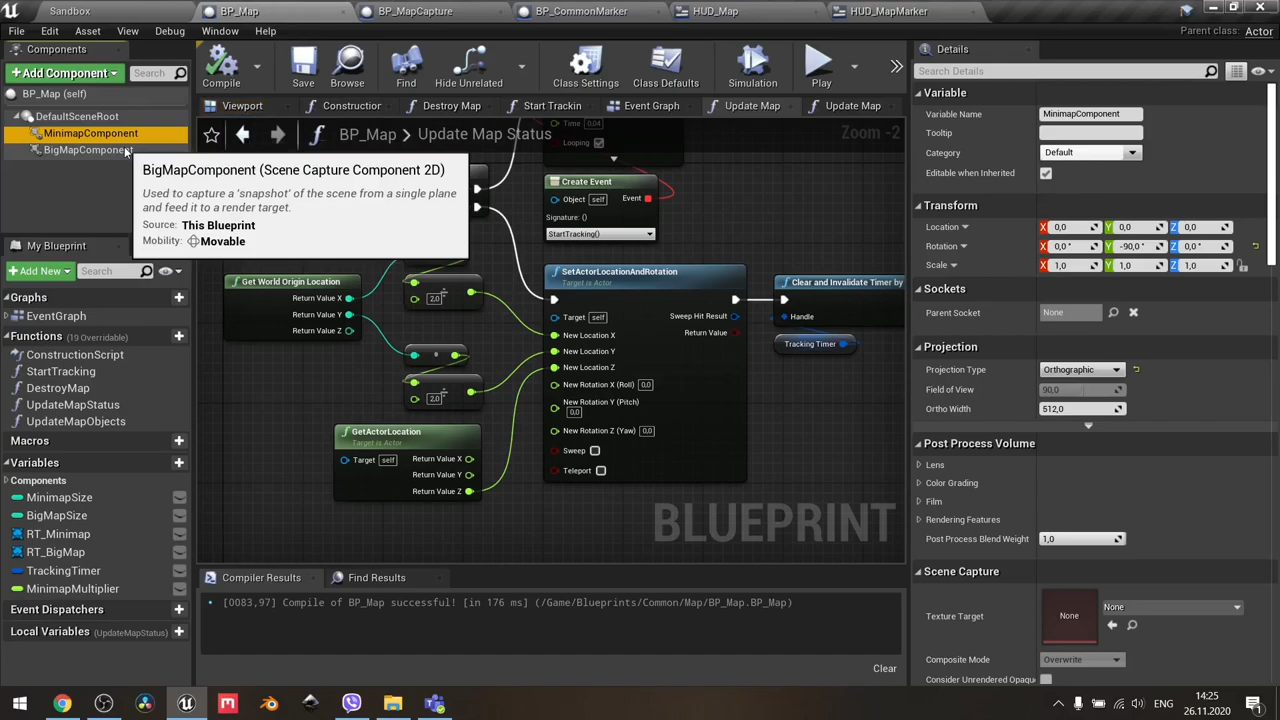 Sandbox
BP_Map
BP_MapCapture
BP_CommonMarker
HUD_Map
HUD_MapMarker
File
Edit
Asset
View
Debug
Window
Help
Parent class: Actor
Components
+Add Component
Search
BP_Map (self)
DefaultSceneRoot
MinimapComponent
BigMapComponent
BigMapComponent (Scene Capture Component 2D)
Used to capture a 'snapshot' of the scene from a single plane
and feed it to a render target.
Source: This Blueprint
Mobility: Movable
My Blueprint
+Add New
Search
Graphs
EventGraph
Functions (19 Overridable)
ConstructionScript
StartTracking
DestroyMap
UpdateMapStatus
UpdateMapObjects
Macros
Variables
Components
MinimapSize
BigMapSize
RT_Minimap
RT_BigMap
TrackingTimer
MinimapMultiplier
Event Dispatchers
Local Variables (UpdateMapStatus)
Compile
Save
Browse
Find
Hide Unrelated
Class Settings
Class Defaults
Simulation
Play
Viewport
Constructior
Destroy Map
Start Trackin
Event Graph
Update Map
Update Map
BP_Map > Update Map Status
Zoom -2
Time 0,04
Looping
Create Event
Object self
Event
Signature: ()
StartTracking()
Get World Origin Location
Return Value X
Return Value Y
Return Value Z
2.0
2.0
GetActorLocation
Target is Actor
Target self
Return Value X
Return Value Y
Return Value Z
SetActorLocationAndRotation
Target is Actor
Target self
Sweep Hit Result
Return Value
New Location X
New Location Y
New Location Z
New Rotation X (Roll) 0,0
New Rotation Y (Pitch)
0,0
New Rotation Z (Yaw) 0,0
Sweep
Teleport
Clear and Invalidate Timer by
Handle
Tracking Timer
BLUEPRINT
Compiler Results
Find Results
[0083,97] Compile of BP_Map successful! [in 176 ms] (/Game/Blueprints/Common/Map/BP_Map.BP_Map)
Clear
Details
Search Details
Variable
Variable Name MinimapComponent
Tooltip
Category Default
Editable when Inherited
Transform
Location X 0,0 Y 0,0 Z 0,0
Rotation X 0,0 ° Y -90,0 ° Z 0,0 °
Scale X 1,0 Y 1,0 Z 1,0
Sockets
Parent Socket None
Projection
Projection Type Orthographic
Field of View 90,0
Ortho Width 512,0
Post Process Volume
Lens
Color Grading
Film
Rendering Features
Post Process Blend Weight 1,0
Scene Capture
Texture Target None None
Composite Mode Overwrite
Consider Unrendered Opaqu
ENG
14:25
26.11.2020